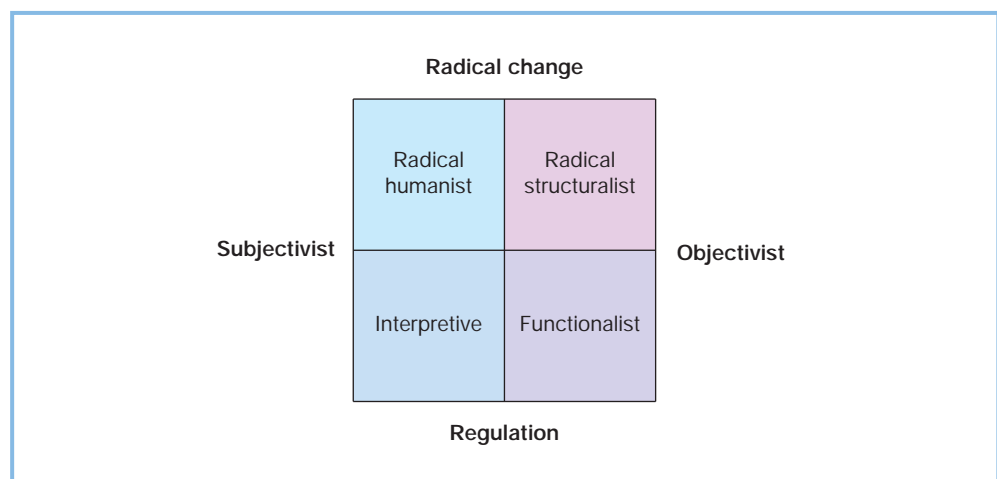 Radical change
Radical
humanist
Radical
structuralist
Subjectivist
Objectivist
Interpretive
Functionalist
Regulation